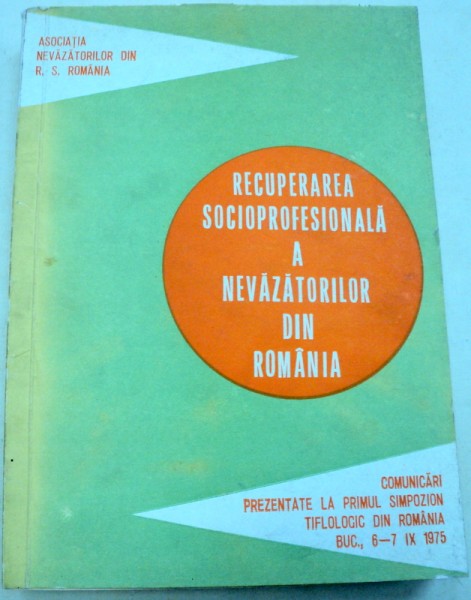 ASOCIAȚIA
NEVĂZĂTORILOR DIN
R. S. ROMÂNIA
RECUPERAREA
SOCIOPROFESIONALĂ
A
NEVĂZĂTORILOR
DIN
ROMÂNIA
COMUNICĂRI
PREZENTATE LA PRIMUL SIMPOZION
TIFLOLOGIC DIN ROMÂNIA
BUC., 6—7 IX 1975